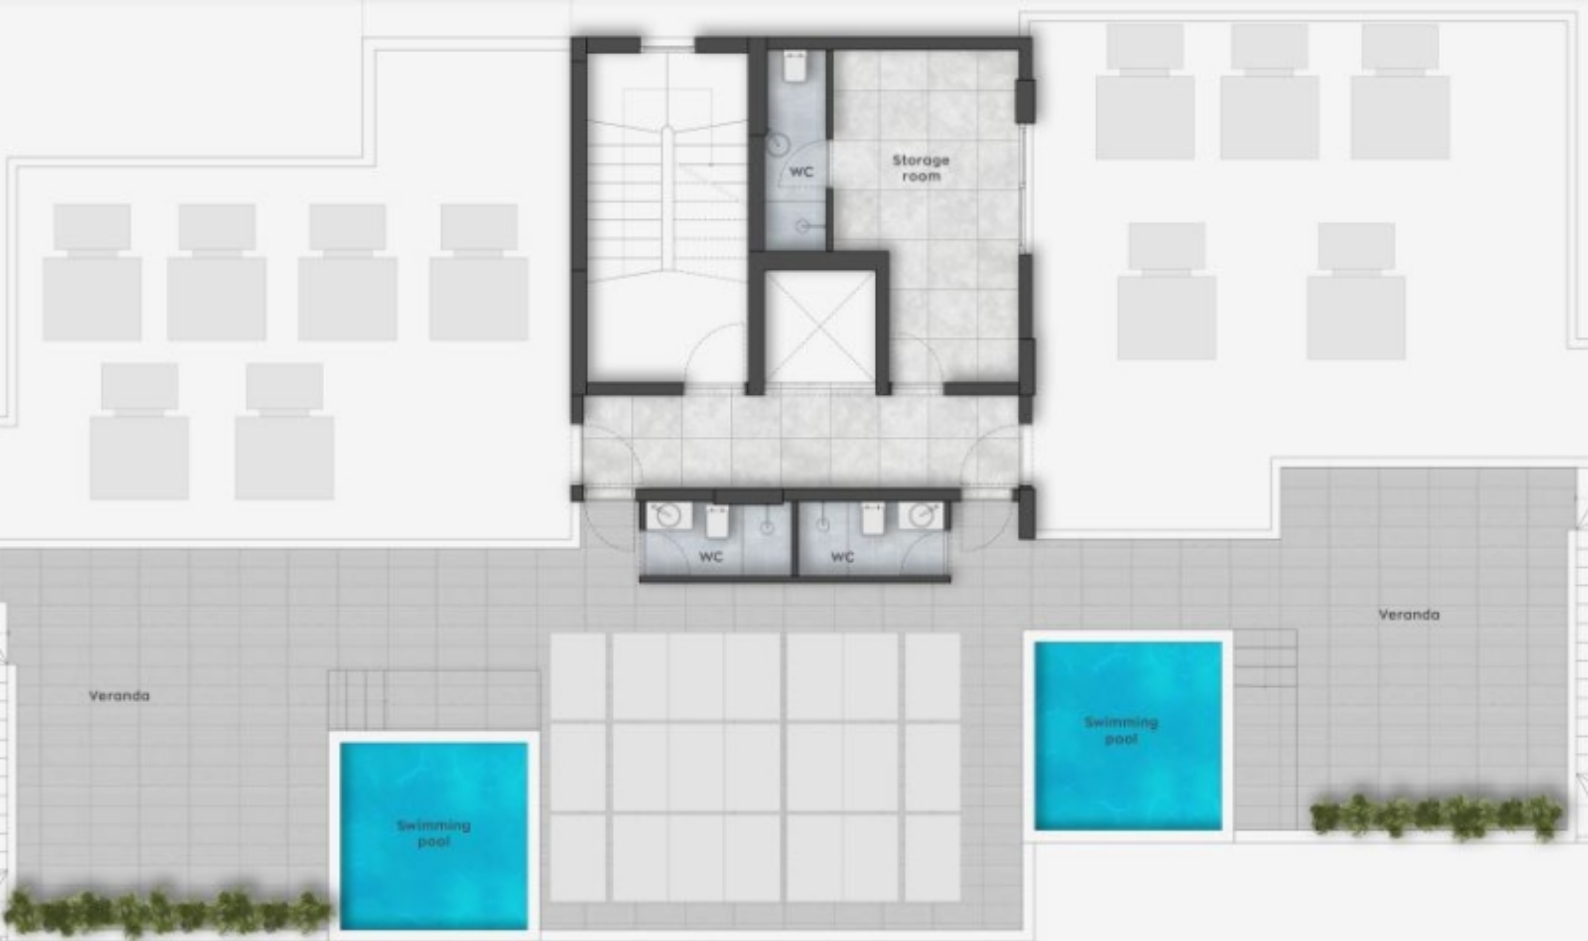 WC
Storage
room
WC
WC
Veranda
Veranda
Swimming
pool
Swimming
pool